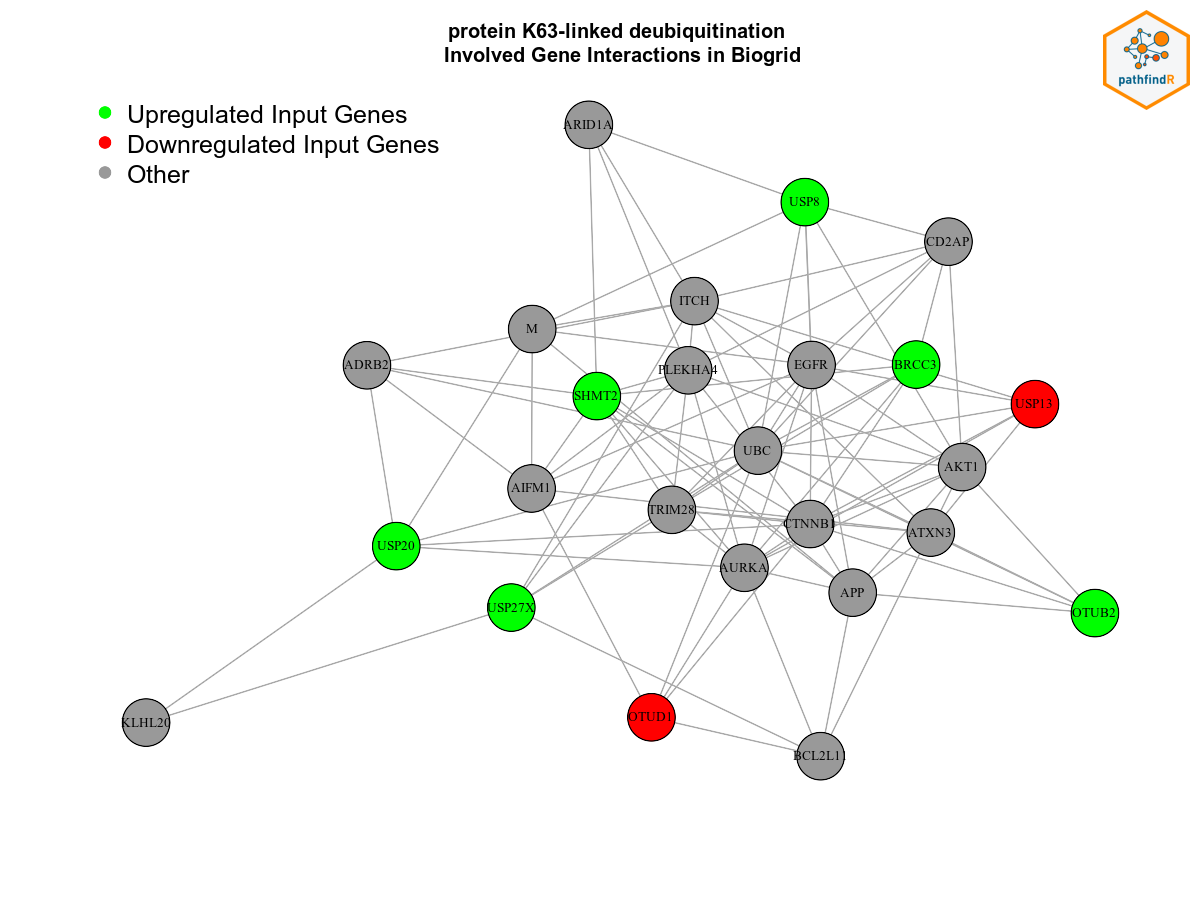 protein K63-linked deubiquitination
Involved Gene Interactions in Biogrid
pathfindR
Upregulated Input Genes
Downregulated Input Genes
Other
ARID1A
USP8
CD2AP
ITCH
M
ADRB2
PLEKHA4
EGFR
BRCC3
SHMT2
USP13
UBC
AKT1
AIFM1
TRIM28
CTNNB1
ATXN3
USP20
AURKA
APP
USP27X
OTUB2
KLHL20
OTUD1
BCL2L11